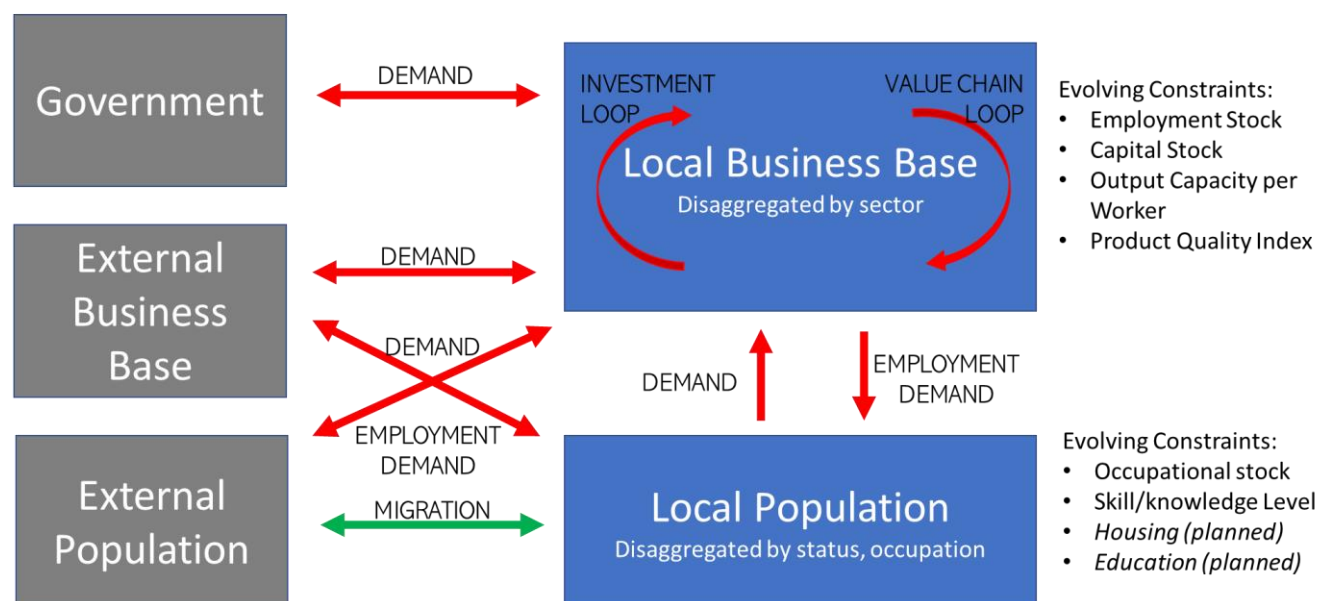 Government
DEMAND
INVESTMENT
LOOP
VALUE CHAIN
LOOP
Local Business Base
Disaggregated by sector
Evolving Constraints:
• Employment Stock
• Capital Stock
• Output Capacity per
Worker
• Product Quality Index
External
Business
Base
DEMAND
DEMAND
DEMAND
EMPLOYMENT
DEMAND
EMPLOYMENT
DEMAND
External
Population
MIGRATION
Local Population
Disaggregated by status, occupation
Evolving Constraints:
• Occupational stock
• Skill/knowledge Level
• Housing (planned)
• Education (planned)